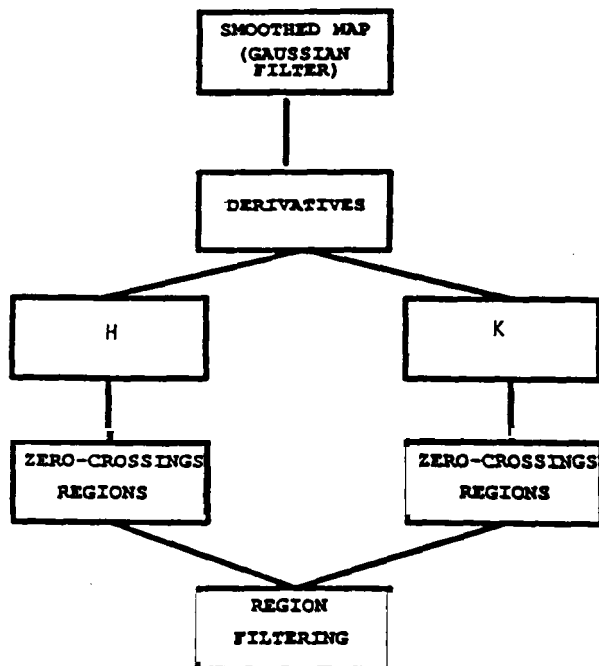 SMOOTHED MAP
(GAUSSIAN
FILTER)
DERIVATIVES
H
K
ZERO-CROSSINGS
REGIONS
ZERO-CROSSINGS
REGIONS
REGION
FILTERING